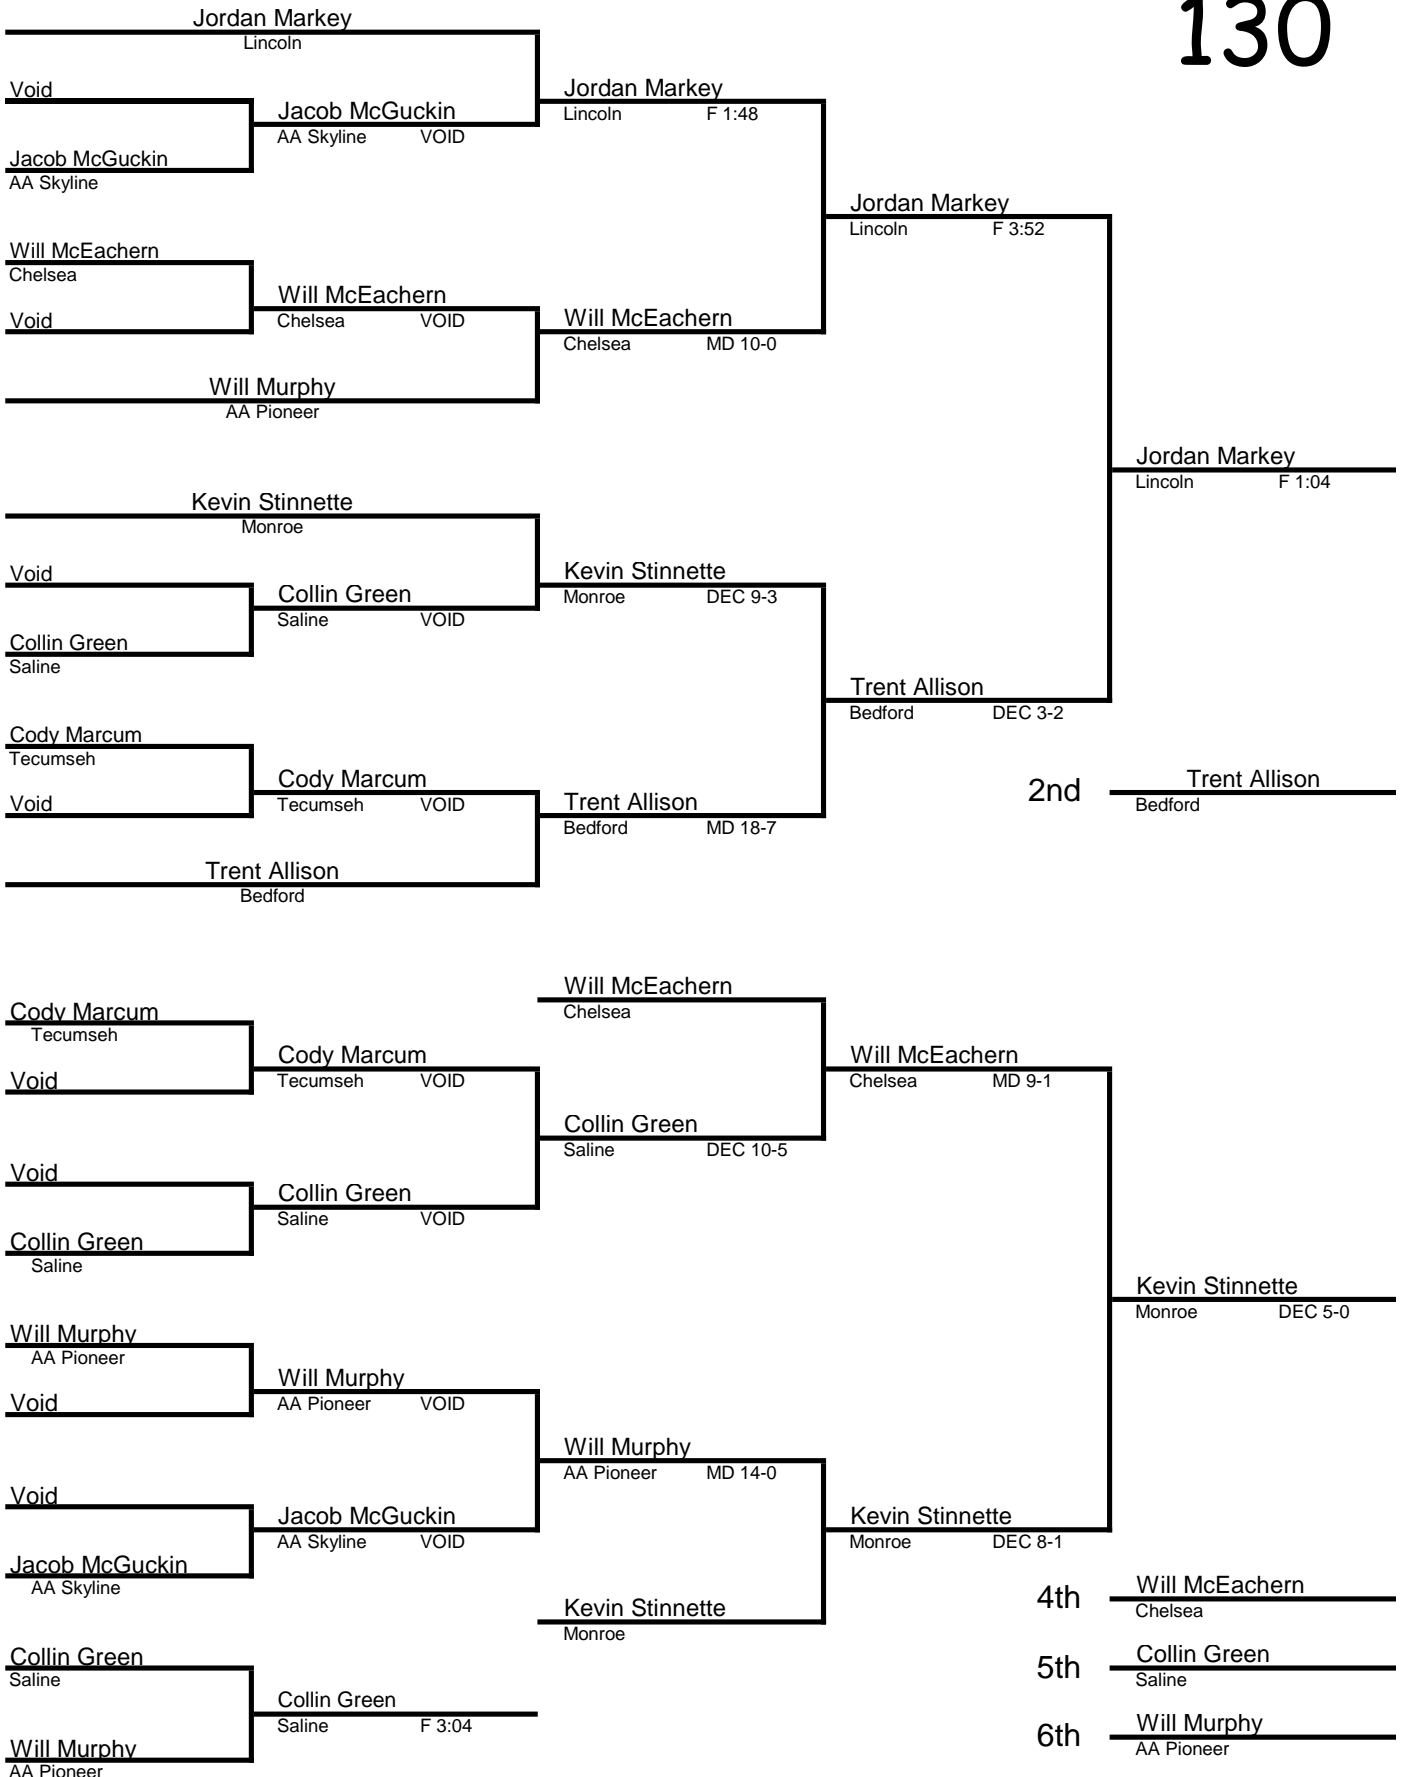 130
Jordan Markey
Lincoln
Void
Jacob McGuckin
AA Skyline VOID
Jacob McGuckin
AA Skyline
Jordan Markey
Lincoln F 1:48
Will McEachern
Chelsea
Will McEachern
Chelsea VOID
Void
Will McEachern
Chelsea MD 10-0
Will Murphy
AA Pioneer
Jordan Markey
Lincoln F 3:52
Jordan Markey
Lincoln F 1:04
Kevin Stinnette
Monroe
Void
Collin Green
Saline VOID
Collin Green
Saline
Kevin Stinnette
Monroe DEC 9-3
Cody Marcum
Tecumseh
Cody Marcum
Tecumseh VOID
Void
Trent Allison
Bedford MD 18-7
Trent Allison
Bedford
Trent Allison
Bedford DEC 3-2
2nd Trent Allison
Bedford
Will McEachern
Chelsea
Cody Marcum
Tecumseh
Cody Marcum
Tecumseh VOID
Void
Will McEachern
Chelsea MD 9-1
Collin Green
Saline DEC 10-5
Void
Collin Green
Saline VOID
Collin Green
Saline
Kevin Stinnette
Monroe DEC 5-0
Will Murphy
AA Pioneer
Will Murphy
AA Pioneer VOID
Void
Will Murphy
AA Pioneer MD 14-0
Void
Jacob McGuckin
AA Skyline VOID
Jacob McGuckin
AA Skyline
Kevin Stinnette
Monroe DEC 8-1
Kevin Stinnette
Monroe
4th Will McEachern
Chelsea
Collin Green
Saline
5th Collin Green
Saline
Collin Green
Saline F 3:04
6th Will Murphy
AA Pioneer
Will Murphy
AA Pioneer